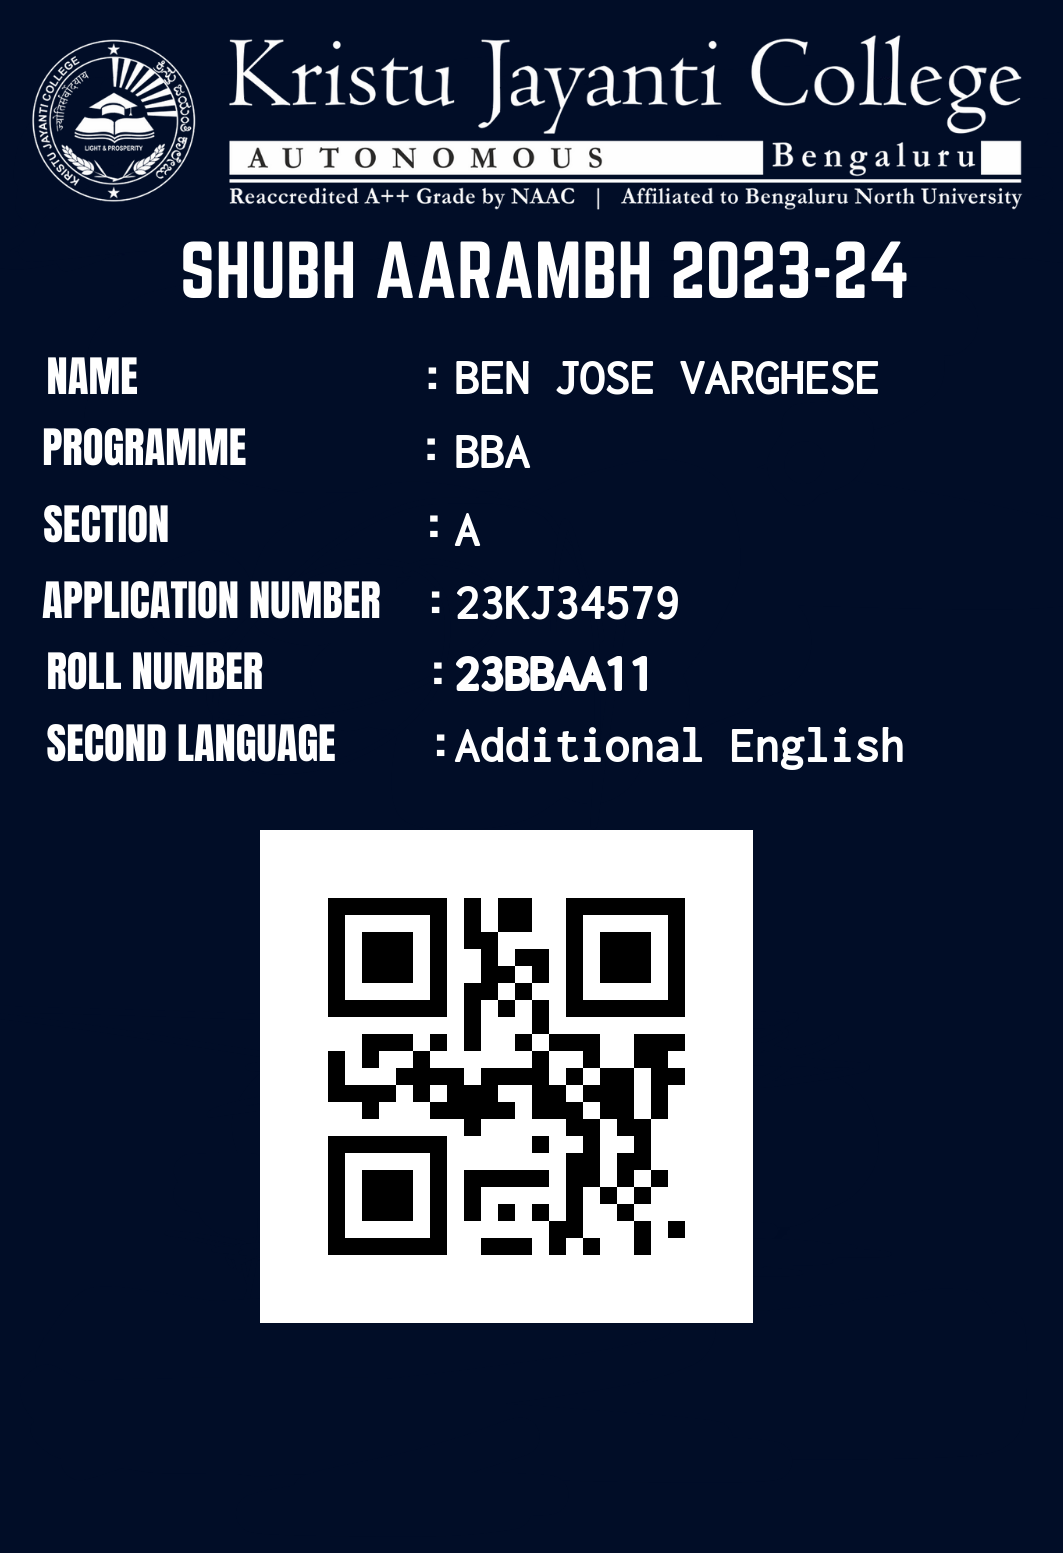 Kristu Jayanti College
AUTONOMOUS Bengaluru
Reaccredited A++ Grade by NAAC | Affiliated to Bengaluru North University
KRISTU JAYANTI COLLEGE
LIGHT & PROSPERITY
SHUBH AARAMBH 2023-24
NAME : BEN JOSE VARGHESE
PROGRAMME : BBA
SECTION : A
APPLICATION NUMBER : 23KJ34579
ROLL NUMBER : 23BBAA11
SECOND LANGUAGE : Additional English